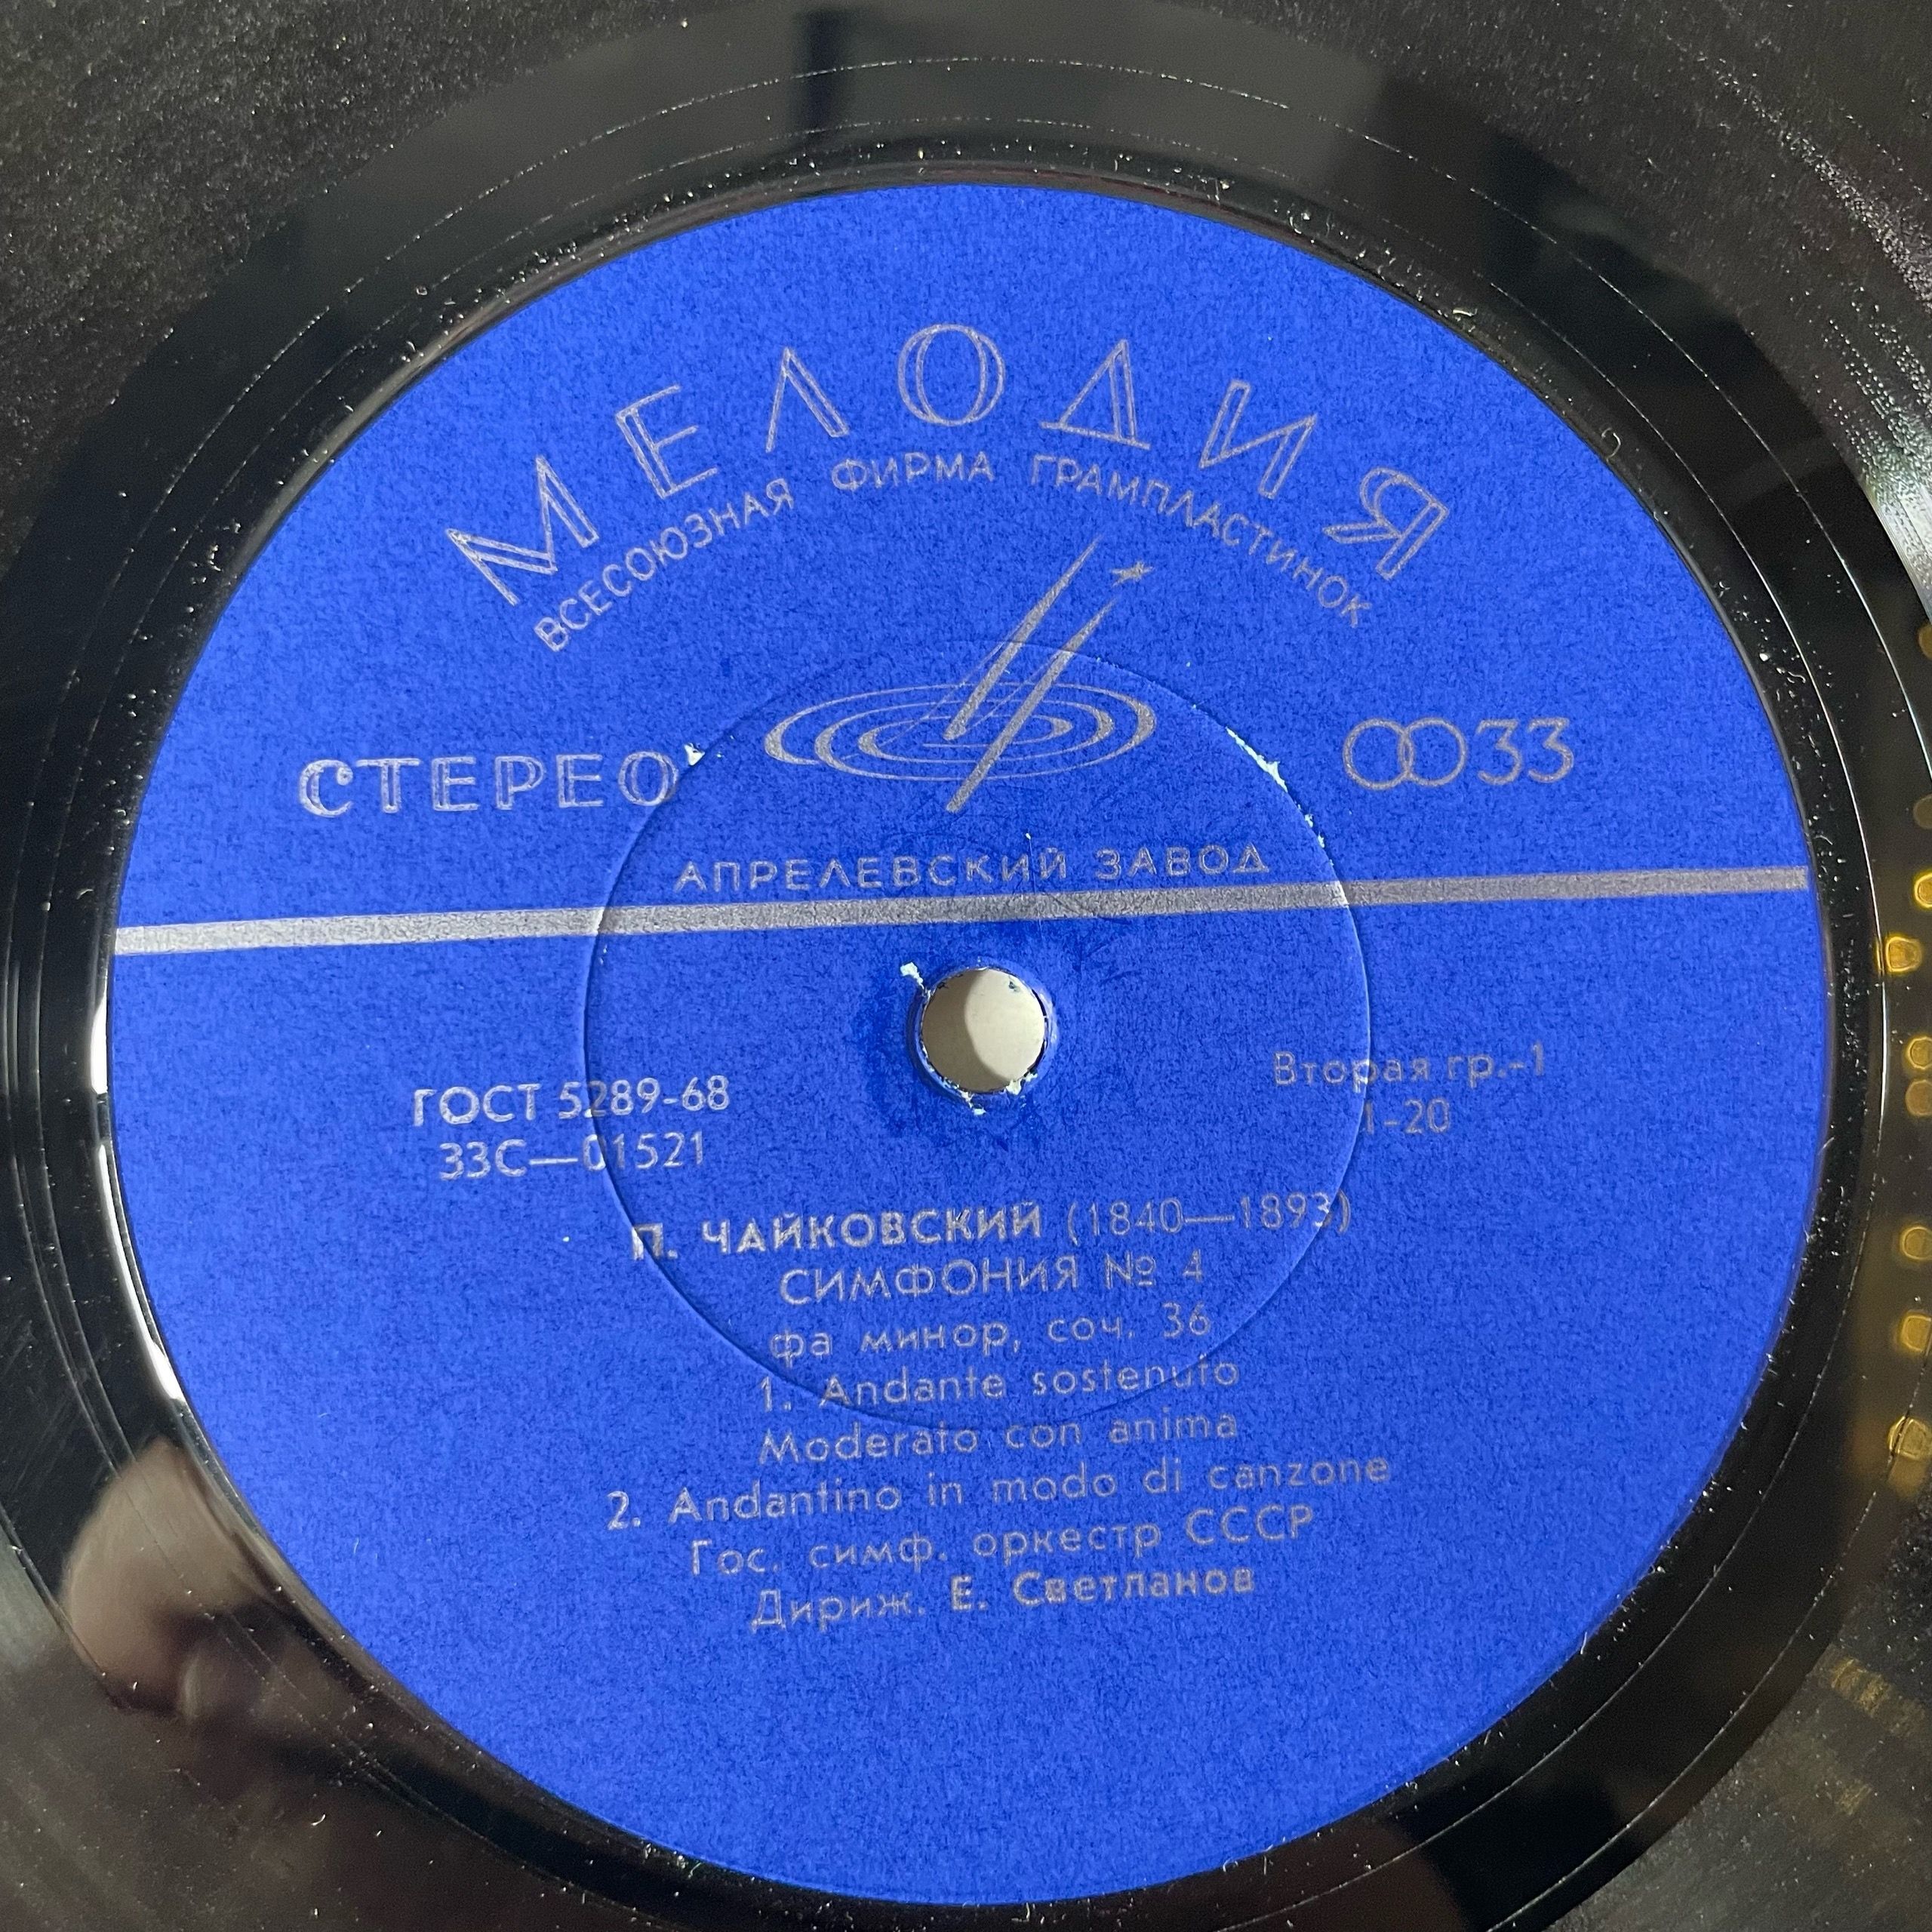 МЕЛОДИЯ
ВСЕСОЮЗНАЯ ФИРМА ГРАМПЛАСТИНОК
СТЕРЕО
33
АПРЕЛЕВСКИЙ ЗАВОД
ГОСТ 5289-68
33С—01521
Вторая гр.-1
1-20
П. ЧАЙКОВСКИЙ (1840—1893)
СИМФОНИЯ № 4
фа минор, соч. 36
1. Andante sostenuto
Moderato con anima
2. Andantino in modo di canzone
Гос. симф. оркестр СССР
Дириж. Е. Светланов